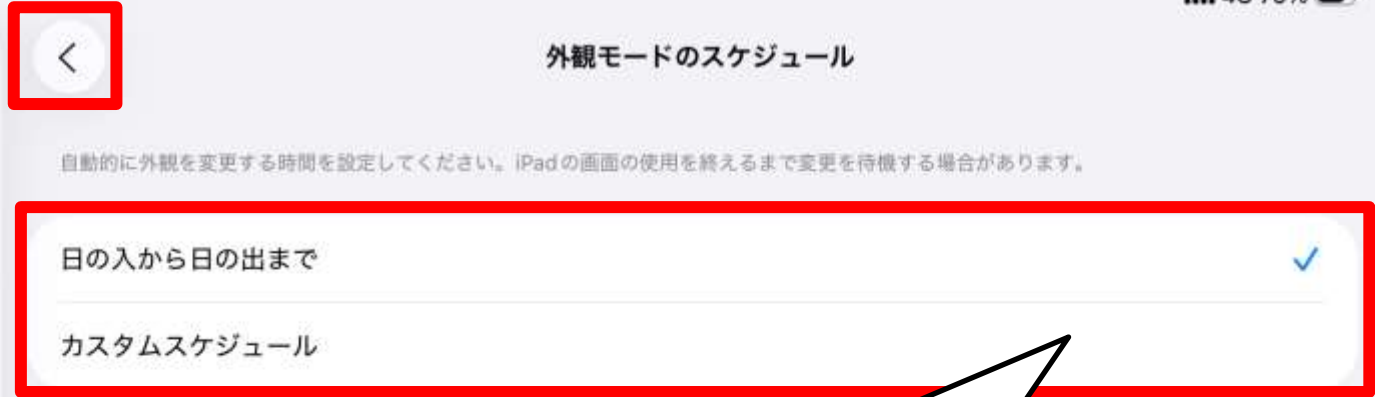 外観モードのスケジュール
自動的に外観を変更する時間を設定してください。iPadの画面の使用を終えるまで変更を待機する場合があります。
日の入から日の出まで
カスタムスケジュール